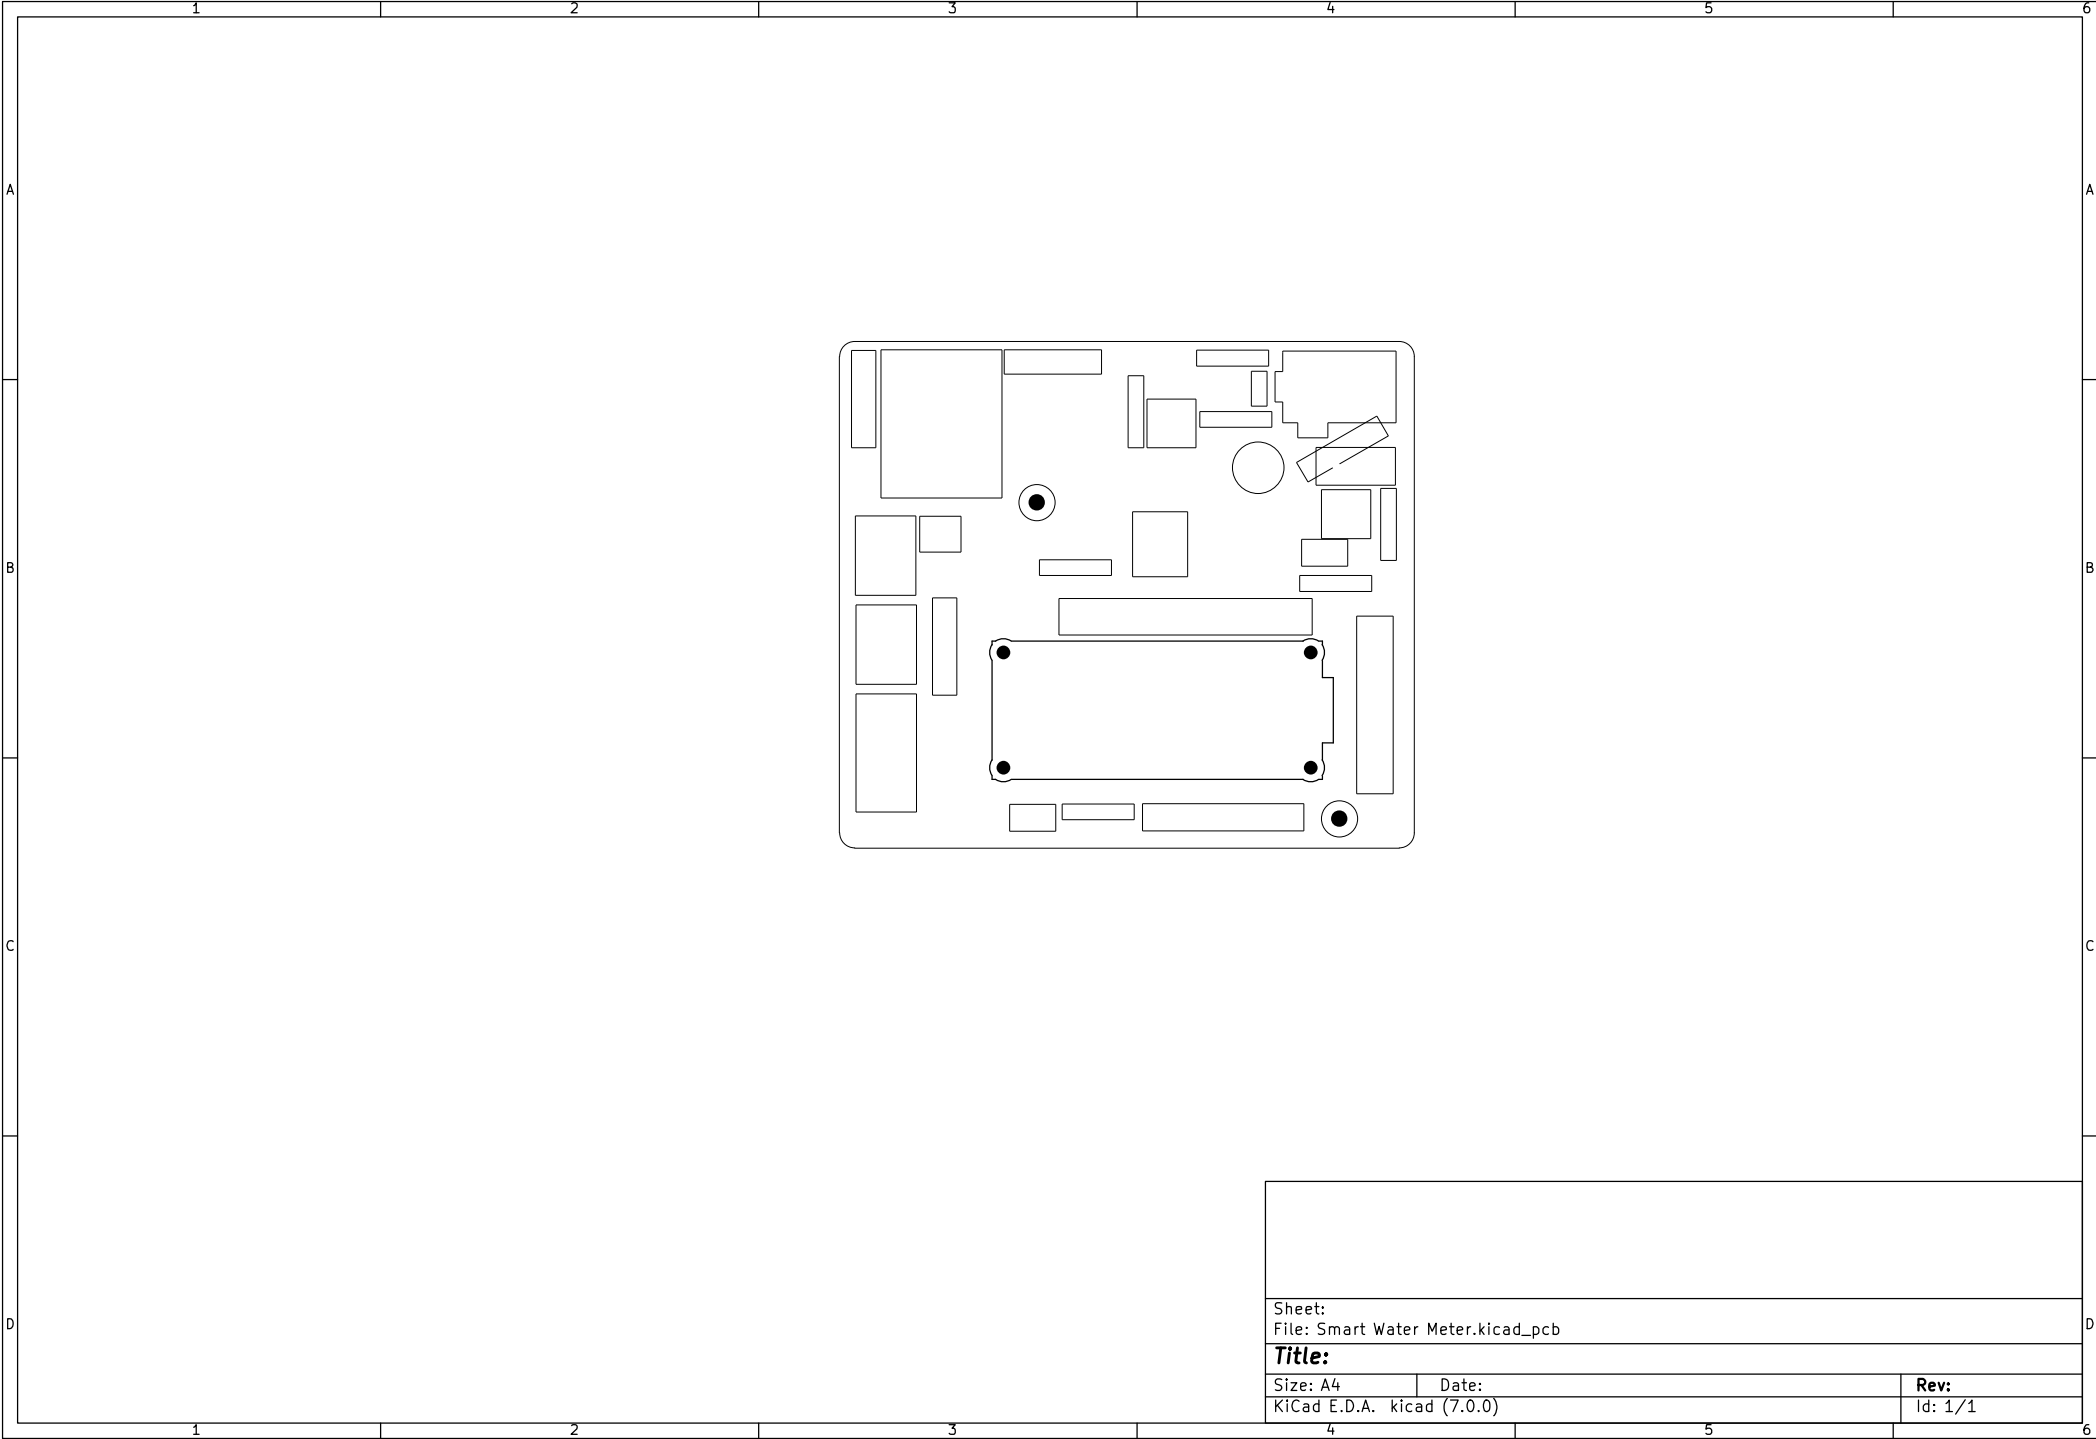 1 2 3 4 5 6
A A
B B
C C
D D
Sheet:
File: Smart Water Meter.kicad_pcb
Title:
Size: A4 Date: Rev:
KiCad E.D.A. kicad (7.0.0) Id: 1/1
1 2 3 4 5 6